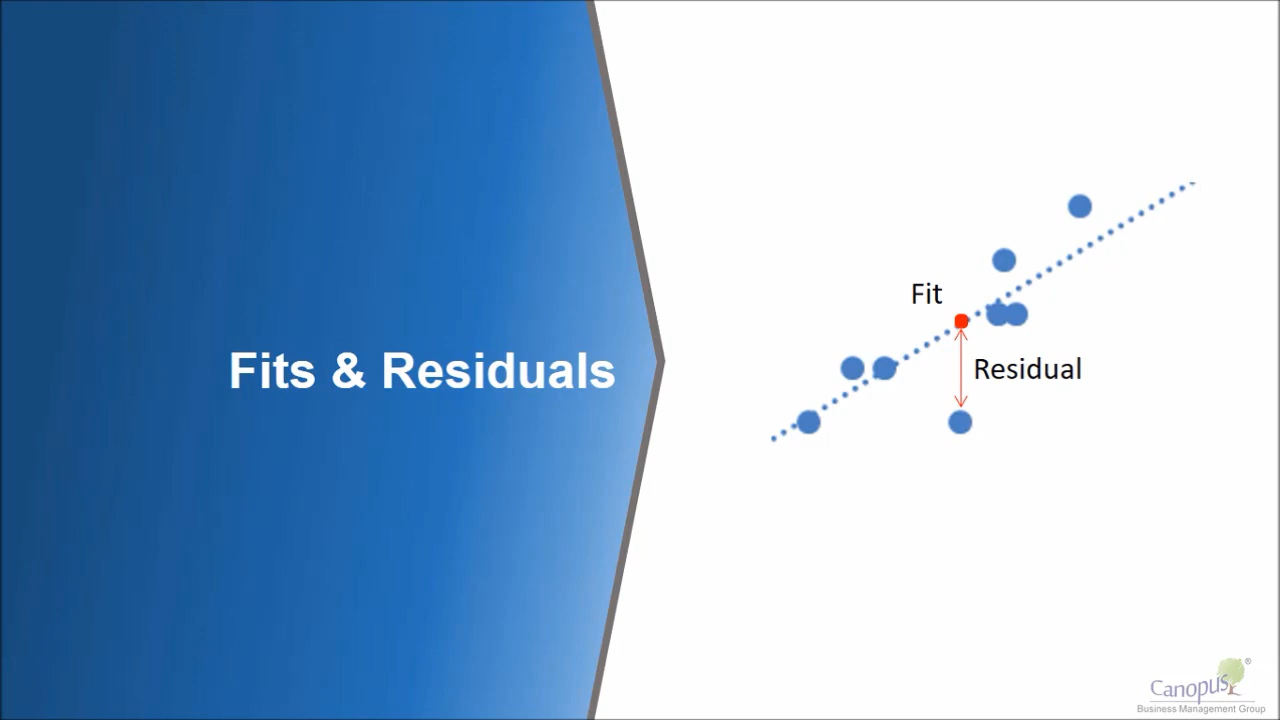 Fits & Residuals
Fit
Residual
Canopus®
Business Management Group